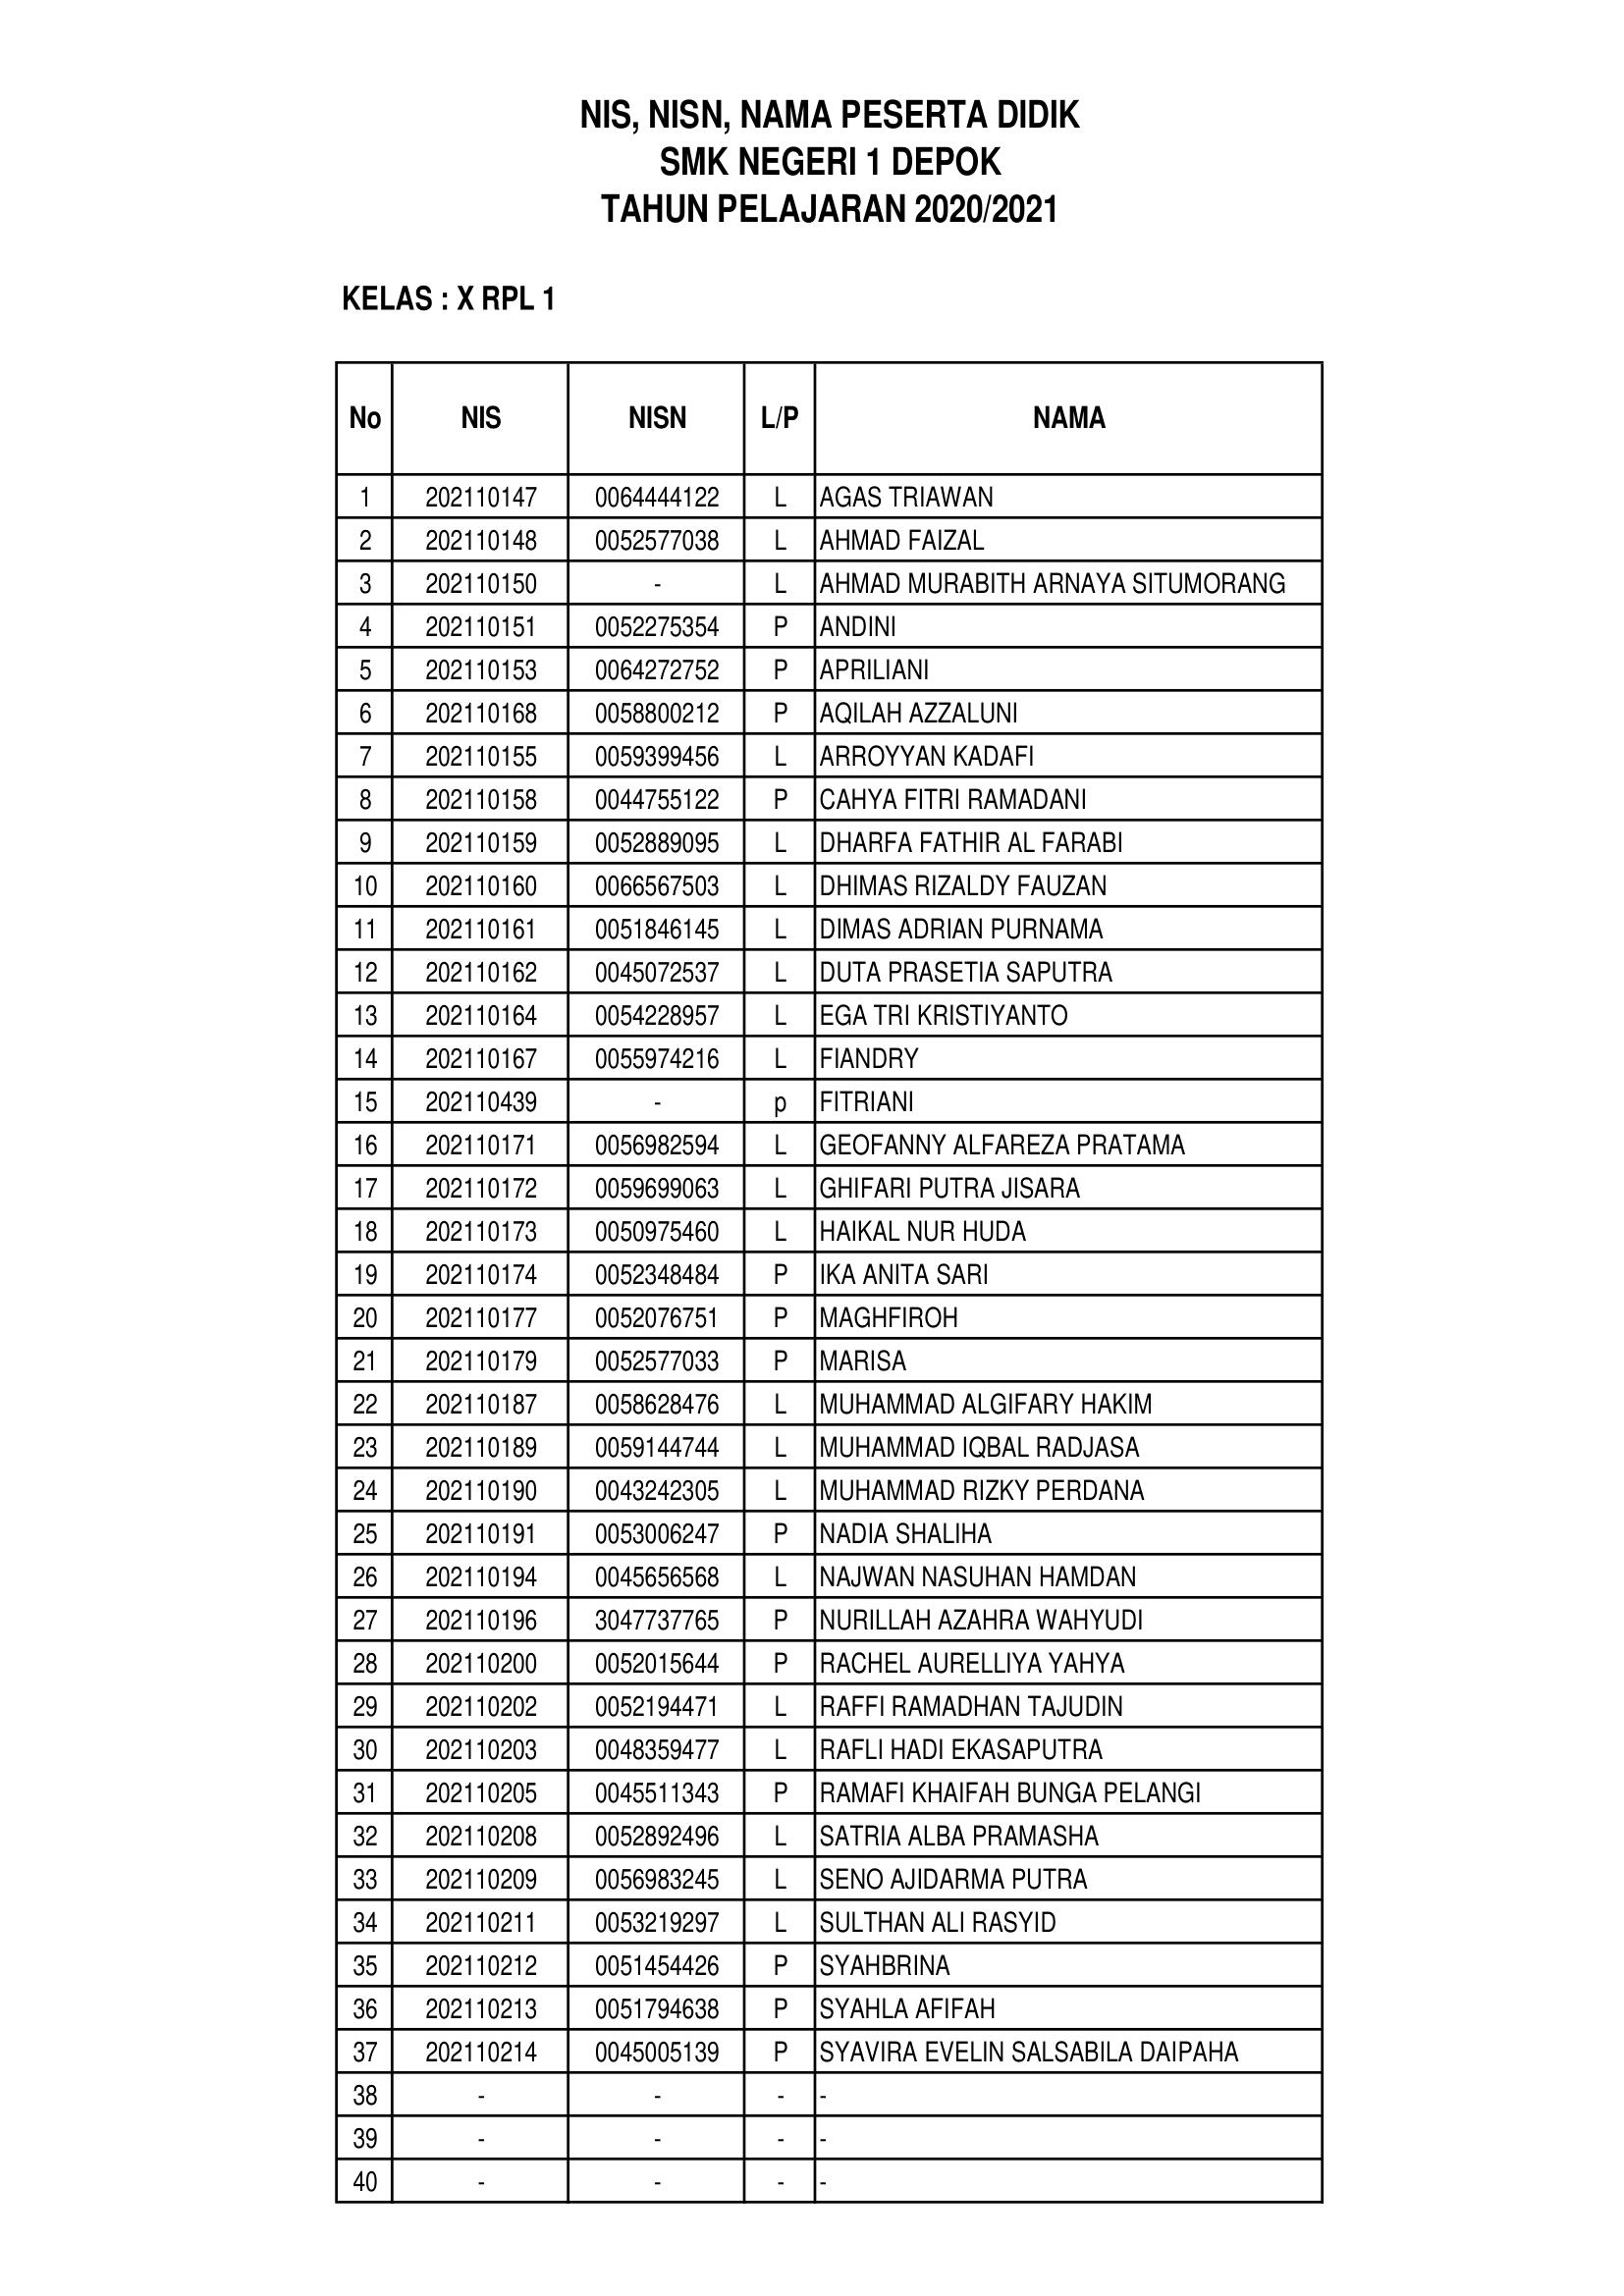 NIS, NISN, NAMA PESERTA DIDIK
SMK NEGERI 1 DEPOK
TAHUN PELAJARAN 2020/2021
KELAS : X RPL 1
No NIS NISN L/P NAMA
1 202110147 0064444122 L AGAS TRIAWAN
2 202110148 0052577038 L AHMAD FAIZAL
3 202110150 - L AHMAD MURABITH ARNAYA SITUMORANG
4 202110151 0052275354 P ANDINI
5 202110153 0064272752 P APRILIANI
6 202110168 0058800212 P AQILAH AZZALUNI
7 202110155 0059399456 L ARROYYAN KADAFI
8 202110158 0044755122 P CAHYA FITRI RAMADANI
9 202110159 0052889095 L DHARFA FATHIR AL FARABI
10 202110160 0066567503 L DHIMAS RIZALDY FAUZAN
11 202110161 0051846145 L DIMAS ADRIAN PURNAMA
12 202110162 0045072537 L DUTA PRASETIA SAPUTRA
13 202110164 0054228957 L EGA TRI KRISTIYANTO
14 202110167 0055974216 L FIANDRY
15 202110439 - p FITRIANI
16 202110171 0056982594 L GEOFANNY ALFAREZA PRATAMA
17 202110172 0059699063 L GHIFARI PUTRA JISARA
18 202110173 0050975460 L HAIKAL NUR HUDA
19 202110174 0052348484 P IKA ANITA SARI
20 202110177 0052076751 P MAGHFIROH
21 202110179 0052577033 P MARISA
22 202110187 0058628476 L MUHAMMAD ALGIFARY HAKIM
23 202110189 0059144744 L MUHAMMAD IQBAL RADJASA
24 202110190 0043242305 L MUHAMMAD RIZKY PERDANA
25 202110191 0053006247 P NADIA SHALIHA
26 202110194 0045656568 L NAJWAN NASUHAN HAMDAN
27 202110196 3047737765 P NURILLAH AZAHRA WAHYUDI
28 202110200 0052015644 P RACHEL AURELLIYA YAHYA
29 202110202 0052194471 L RAFFI RAMADHAN TAJUDIN
30 202110203 0048359477 L RAFLI HADI EKASAPUTRA
31 202110205 0045511343 P RAMAFI KHAIFAH BUNGA PELANGI
32 202110208 0052892496 L SATRIA ALBA PRAMASHA
33 202110209 0056983245 L SENO AJIDARMA PUTRA
34 202110211 0053219297 L SULTHAN ALI RASYID
35 202110212 0051454426 P SYAHBRINA
36 202110213 0051794638 P SYAHLA AFIFAH
37 202110214 0045005139 P SYAVIRA EVELIN SALSABILA DAIPAHA
38 - - - -
39 - - - -
40 - - - -